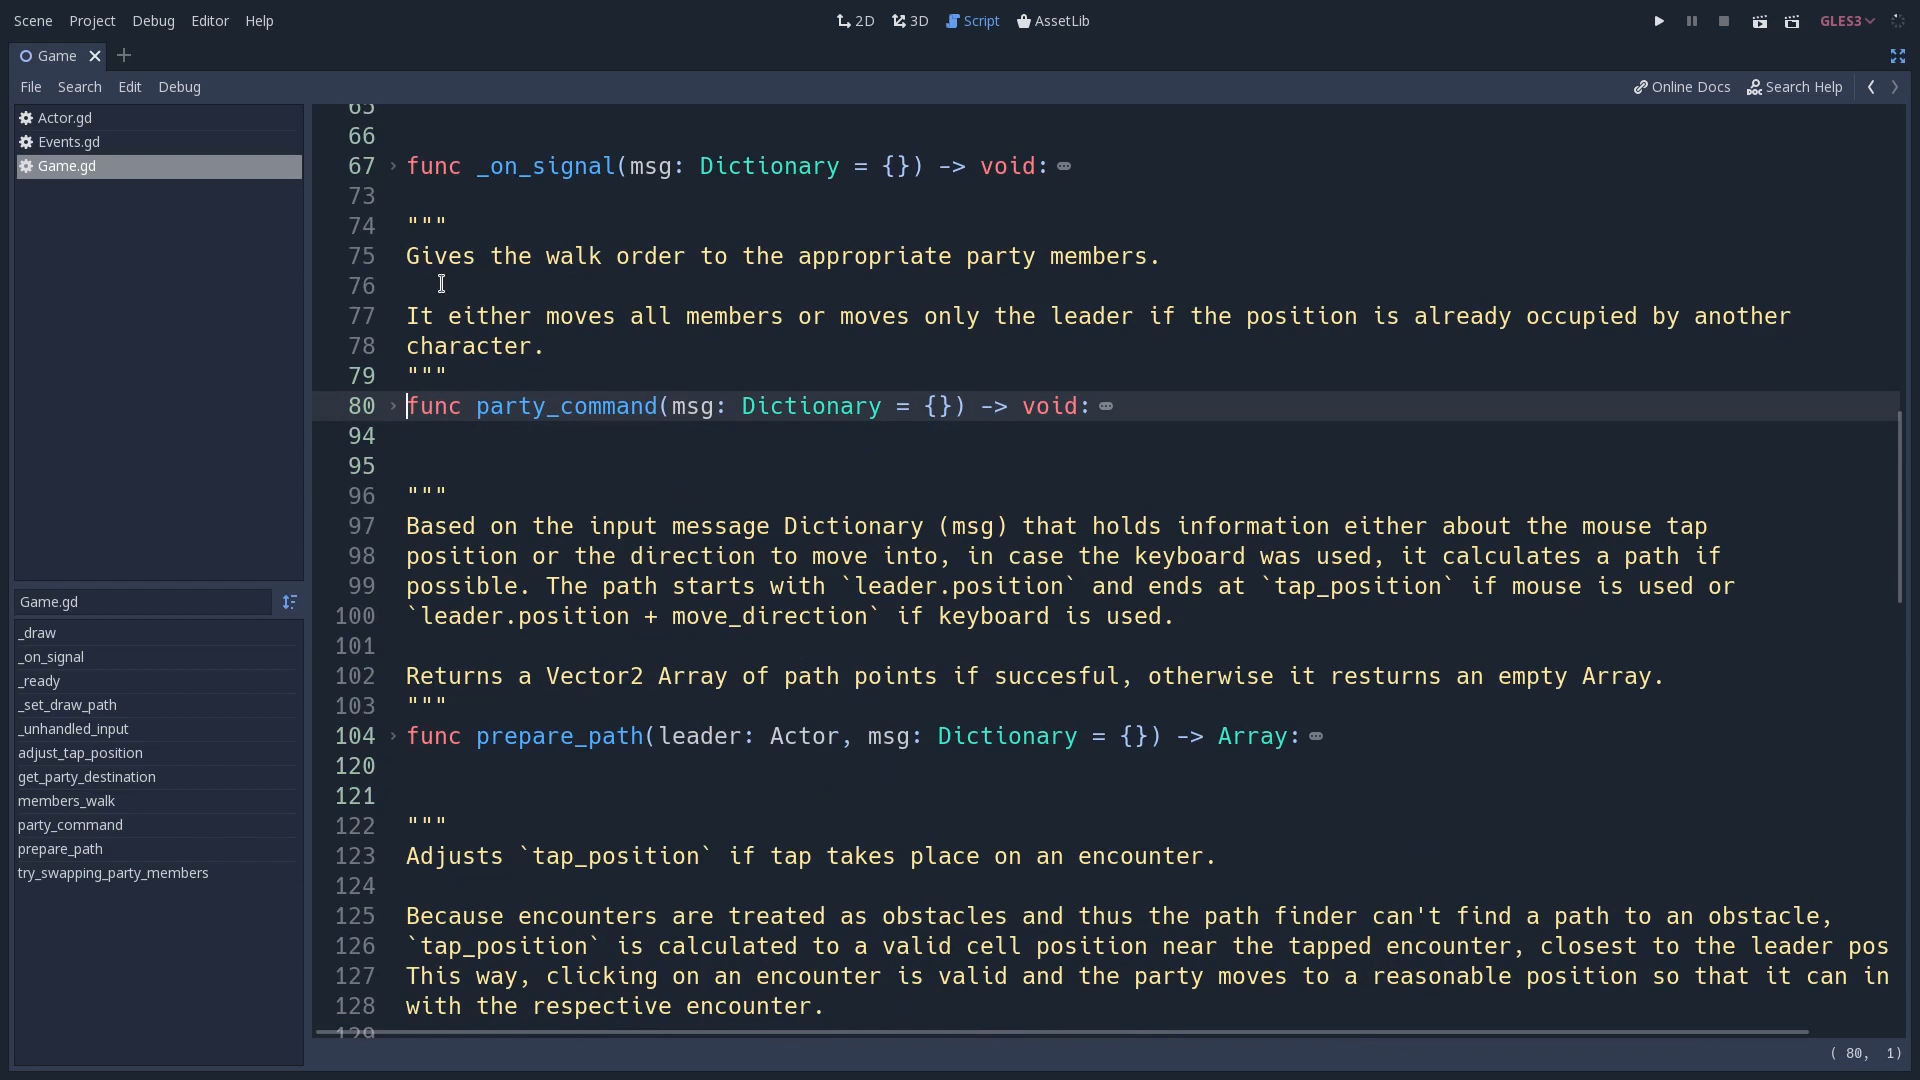 Scene Project Debug Editor Help 2D 3D Script AssetLib GLES3
Game
File Search Edit Debug Online Docs Search Help
Actor.gd
Events.gd
Game.gd
Game.gd
_draw
_on_signal
_ready
_set_draw_path
_unhandled_input
adjust_tap_position
get_party_destination
members_walk
party_command
prepare_path
try_swapping_party_members
65
66
67 func _on_signal(msg: Dictionary = {}) -> void:
73
74 """
75 Gives the walk order to the appropriate party members.
76
77 It either moves all members or moves only the leader if the position is already occupied by another
78 character.
79 """
80 func party_command(msg: Dictionary = {}) -> void:
94
95
96 """
97 Based on the input message Dictionary (msg) that holds information either about the mouse tap
98 position or the direction to move into, in case the keyboard was used, it calculates a path if
99 possible. The path starts with `leader.position` and ends at `tap_position` if mouse is used or
100 `leader.position + move_direction` if keyboard is used.
101
102 Returns a Vector2 Array of path points if succesful, otherwise it resturns an empty Array.
103 """
104 func prepare_path(leader: Actor, msg: Dictionary = {}) -> Array:
120
121
122 """
123 Adjusts `tap_position` if tap takes place on an encounter.
124
125 Because encounters are treated as obstacles and thus the path finder can't find a path to an obstacle,
126 `tap_position` is calculated to a valid cell position near the tapped encounter, closest to the leader pos
127 This way, clicking on an encounter is valid and the party moves to a reasonable position so that it can in
128 with the respective encounter.
129
( 80, 1)